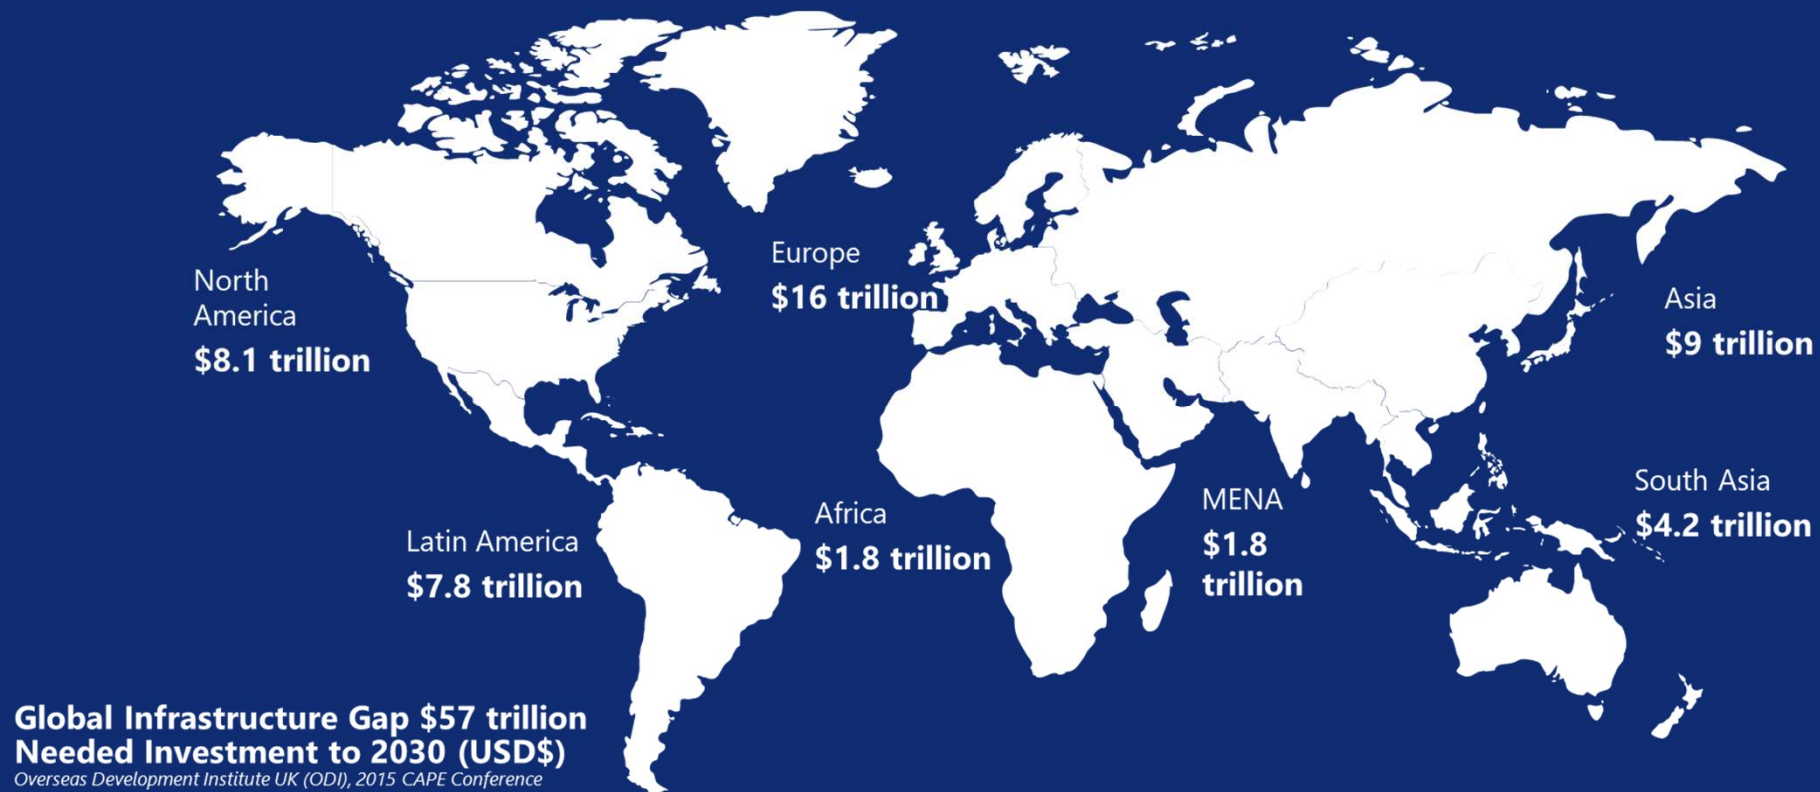 North
America
$8.1 trillion
Europe
$16 trillion
Asia
$9 trillion
Latin America
$7.8 trillion
Africa
$1.8 trillion
MENA
$1.8
trillion
South Asia
$4.2 trillion
Global Infrastructure Gap $57 trillion
Needed Investment to 2030 (USD$)
Overseas Development Institute UK (ODI), 2015 CAPE Conference